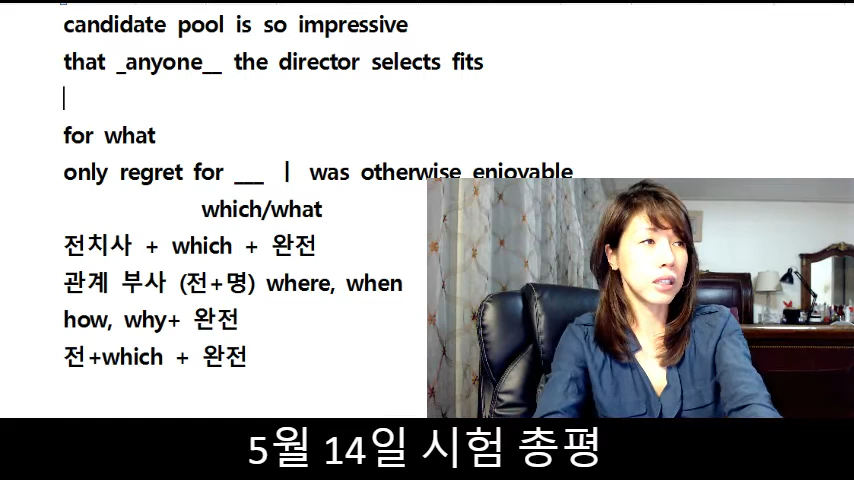 candidate pool is so impressive
that _anyone__ the director selects fits
for what
only regret for ___ | was otherwise enjoyable
which/what
전치사 + which + 완전
관계 부사 (전+명) where, when
how, why+ 완전
전+which + 완전
5월 14일 시험 총평